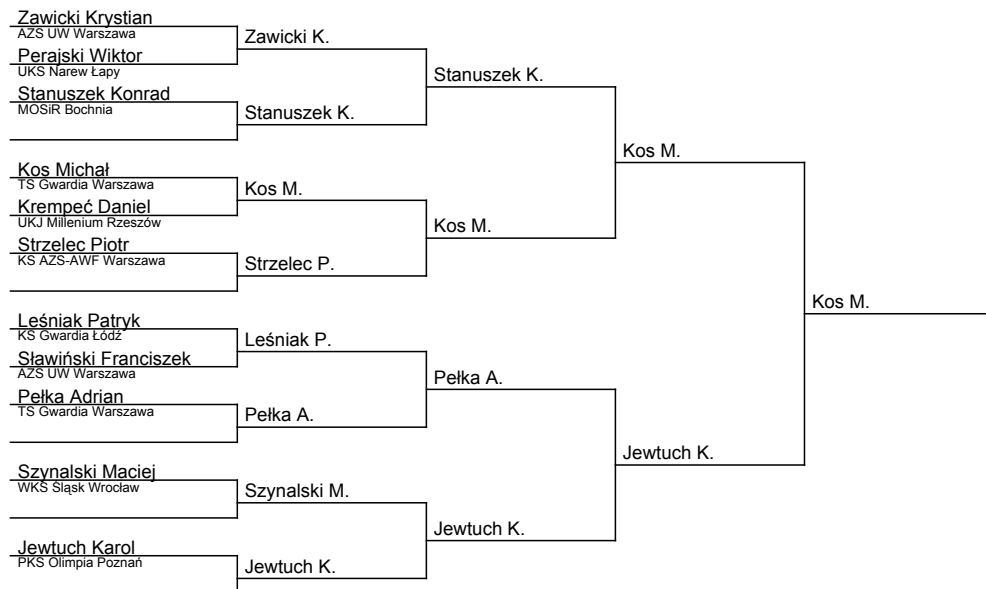 Zawicki Krystian
AZS UW Warszawa
Zawicki K.
Perajski Wiktor
UKS Narew Łapy
Stanuszek K.
Stanuszek Konrad
MOSiR Bochnia
Stanuszek K.
Kos M.
Kos Michał
TS Gwardia Warszawa
Kos M.
Krempeć Daniel
UKJ Millenium Rzeszów
Kos M.
Strzelec Piotr
KS AZS-AWF Warszawa
Strzelec P.
Kos M.
Leśniak Patryk
KS Gwardia Łódź
Leśniak P.
Sławiński Franciszek
AZS UW Warszawa
Pełka A.
Pełka Adrian
TS Gwardia Warszawa
Pełka A.
Jewtuch K.
Szynalski Maciej
WKS Śląsk Wrocław
Szynalski M.
Jewtuch K.
Jewtuch Karol
PKS Olimpia Poznań
Jewtuch K.